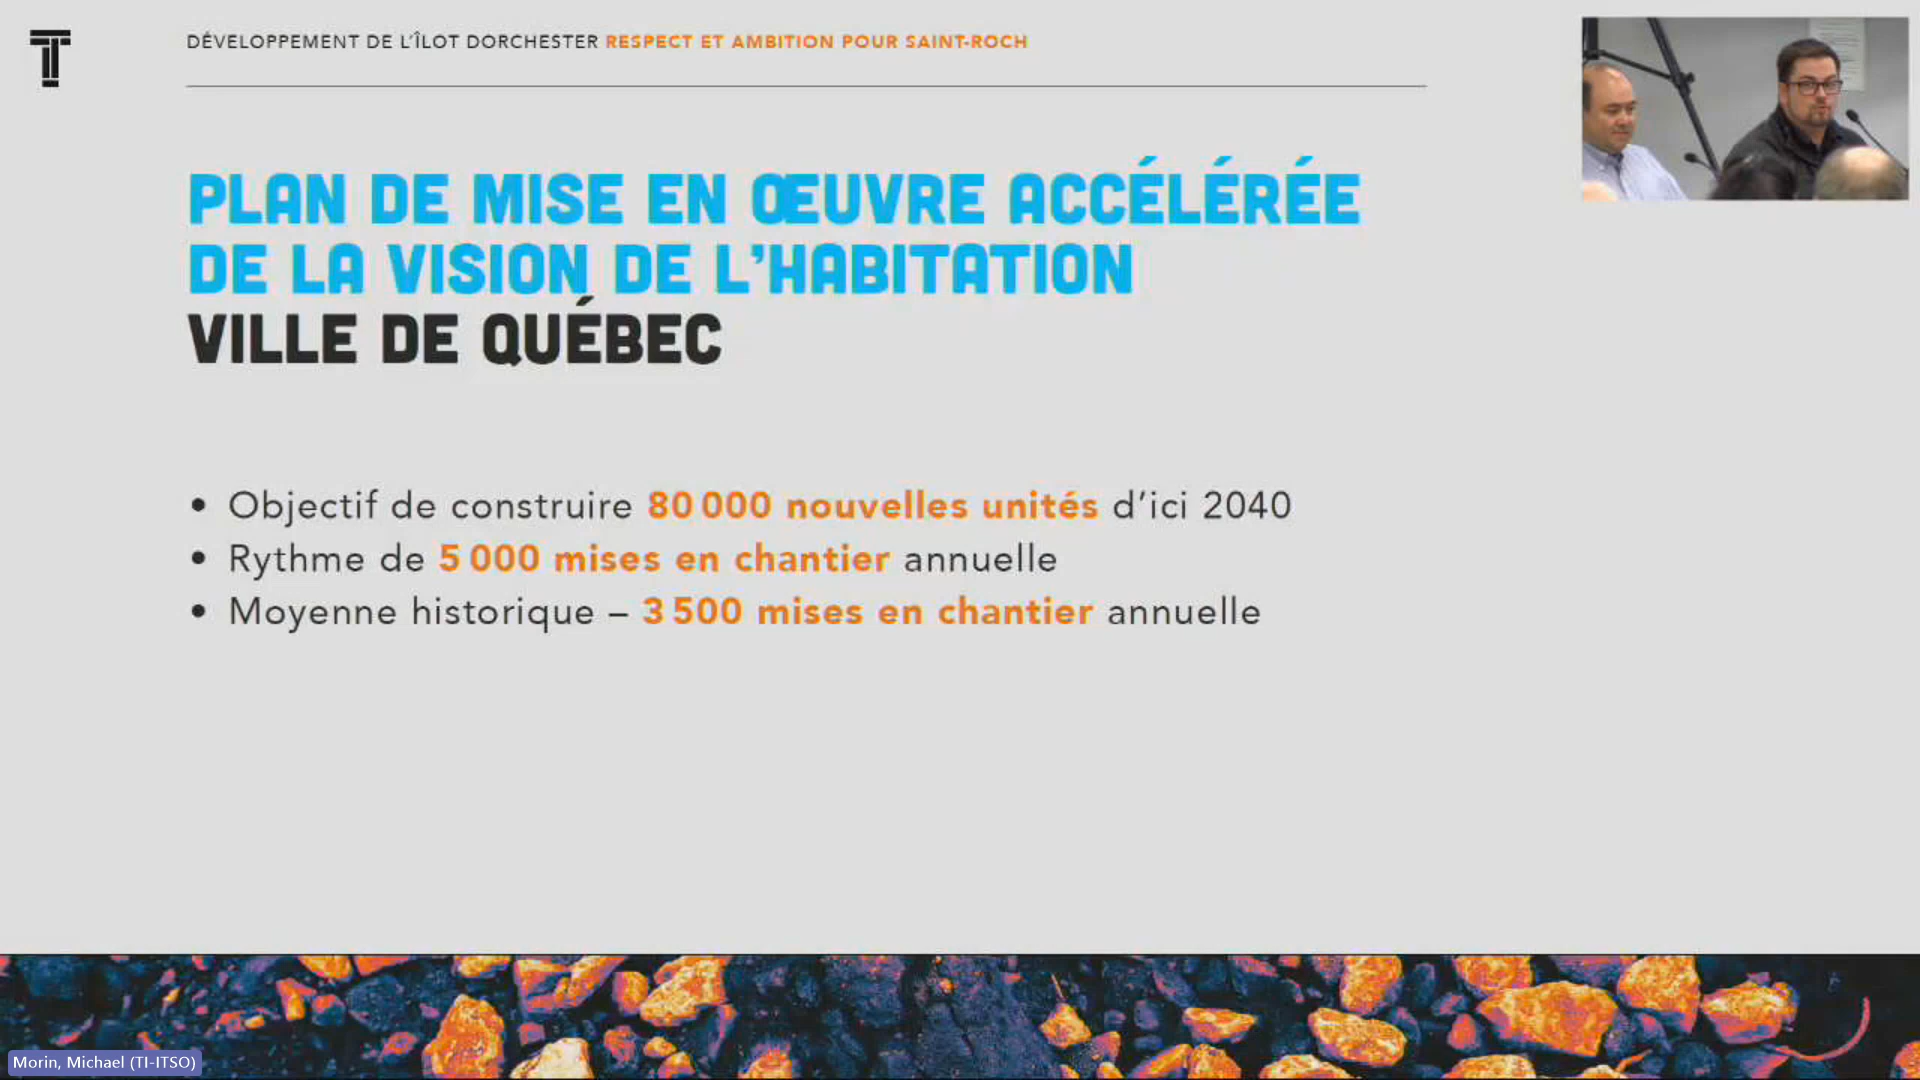 DÉVELOPPEMENT DE L'ÎLOT DORCHESTER RESPECT ET AMBITION POUR SAINT-ROCH
PLAN DE MISE EN ŒUVRE ACCÉLÉRÉE
DE LA VISION DE L'HABITATION
VILLE DE QUÉBEC
• Objectif de construire 80 000 nouvelles unités d'ici 2040
• Rythme de 5 000 mises en chantier annuelle
• Moyenne historique – 3 500 mises en chantier annuelle
Morin, Michael (TI-ITSO)